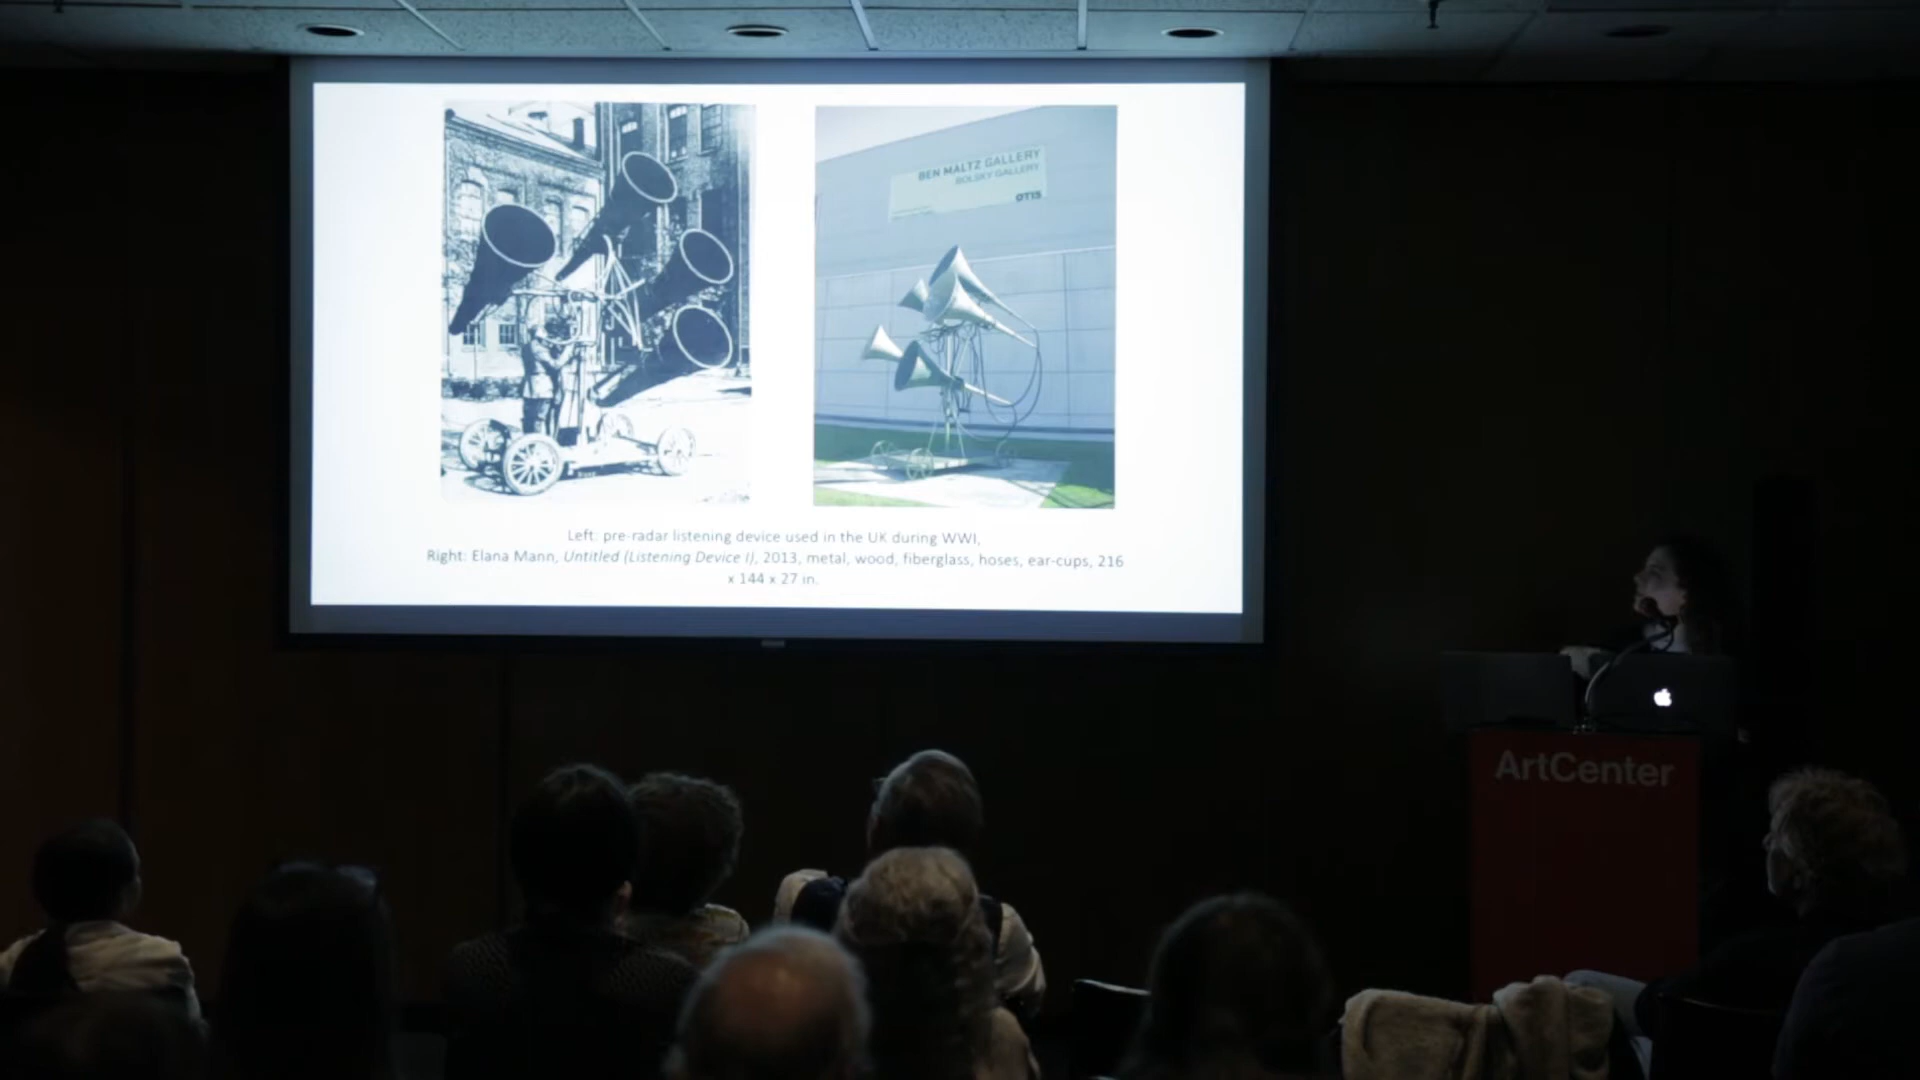 BEN MALTZ GALLERY
BOLSKY GALLERY
OTIS
Left: pre-radar listening device used in the UK during WWI,
Right: Elana Mann, Untitled (Listening Device I), 2013, metal, wood, fiberglass, hoses, ear-cups, 216
x 144 x 27 in.
ArtCenter